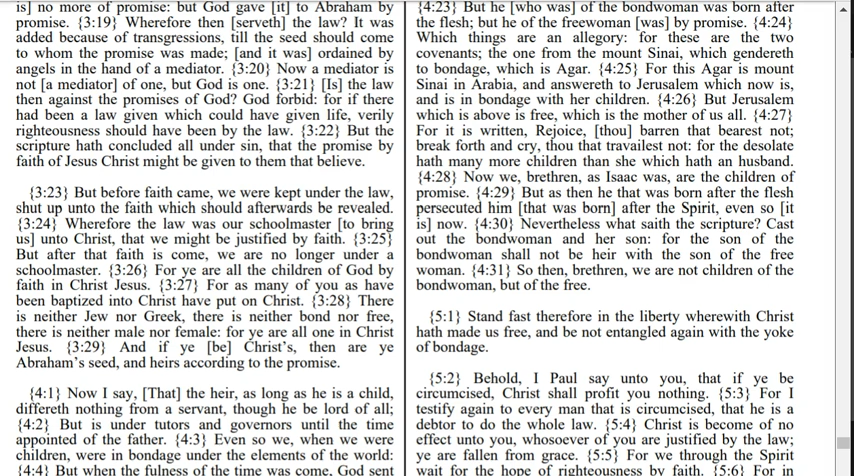 is] no more of promise: but God gave [it] to Abraham by
promise. {3:19} Wherefore then [serveth] the law? It was
added because of transgressions, till the seed should come
to whom the promise was made; [and it was] ordained by
angels in the hand of a mediator. {3:20} Now a mediator is
not [a mediator] of one, but God is one. {3:21} [Is] the law
then against the promises of God? God forbid: for if there
had been a law given which could have given life, verily
righteousness should have been by the law. {3:22} But the
scripture hath concluded all under sin, that the promise by
faith of Jesus Christ might be given to them that believe.
{3:23} But before faith came, we were kept under the law,
shut up unto the faith which should afterwards be revealed.
{3:24} Wherefore the law was our schoolmaster [to bring
us] unto Christ, that we might be justified by faith. {3:25}
But after that faith is come, we are no longer under a
schoolmaster. {3:26} For ye are all the children of God by
faith in Christ Jesus. {3:27} For as many of you as have
been baptized into Christ have put on Christ. {3:28} There
is neither Jew nor Greek, there is neither bond nor free,
there is neither male nor female: for ye are all one in Christ
Jesus. {3:29} And if ye [be] Christ's, then are ye
Abraham's seed, and heirs according to the promise.
{4:1} Now I say, [That] the heir, as long as he is a child,
differeth nothing from a servant, though he be lord of all;
{4:2} But is under tutors and governors until the time
appointed of the father. {4:3} Even so we, when we were
children, were in bondage under the elements of the world:
{4:4} But when the fulness of the time was come, God sent
{4:23} But he [who was] of the bondwoman was born after
the flesh; but he of the freewoman [was] by promise. {4:24}
Which things are an allegory: for these are the two
covenants; the one from the mount Sinai, which gendereth
to bondage, which is Agar. {4:25} For this Agar is mount
Sinai in Arabia, and answereth to Jerusalem which now is,
and is in bondage with her children. {4:26} But Jerusalem
which is above is free, which is the mother of us all. {4:27}
For it is written, Rejoice, [thou] barren that bearest not;
break forth and cry, thou that travailest not: for the desolate
hath many more children than she which hath an husband.
{4:28} Now we, brethren, as Isaac was, are the children of
promise. {4:29} But as then he that was born after the flesh
persecuted him [that was born] after the Spirit, even so [it
is] now. {4:30} Nevertheless what saith the scripture? Cast
out the bondwoman and her son: for the son of the
bondwoman shall not be heir with the son of the free
woman. {4:31} So then, brethren, we are not children of the
bondwoman, but of the free.
{5:1} Stand fast therefore in the liberty wherewith Christ
hath made us free, and be not entangled again with the yoke
of bondage.
{5:2} Behold, I Paul say unto you, that if ye be
circumcised, Christ shall profit you nothing. {5:3} For I
testify again to every man that is circumcised, that he is a
debtor to do the whole law. {5:4} Christ is become of no
effect unto you, whosoever of you are justified by the law;
ye are fallen from grace. {5:5} For we through the Spirit
wait for the hope of righteousness by faith. {5:6} For in